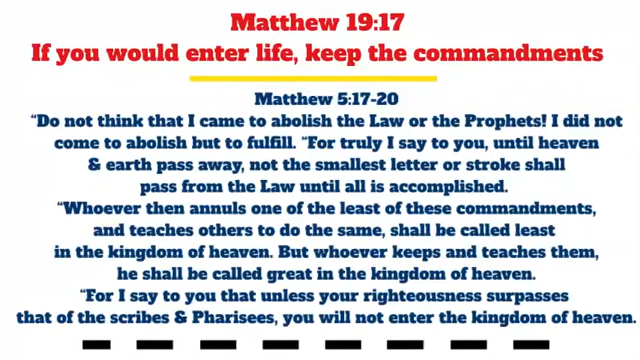 Matthew 19:17
If you would enter life, keep the commandments
Matthew 5:17-20
"Do not think that I came to abolish the Law or the Prophets! I did not
come to abolish but to fulfill. "For truly I say to you, until heaven
& earth pass away, not the smallest letter or stroke shall
pass from the Law until all is accomplished.
"Whoever then annuls one of the least of these commandments,
and teaches others to do the same, shall be called least
in the kingdom of heaven. But whoever keeps and teaches them,
he shall be called great in the kingdom of heaven.
"For I say to you that unless your righteousness surpasses
that of the scribes & Pharisees, you will not enter the kingdom of heaven.